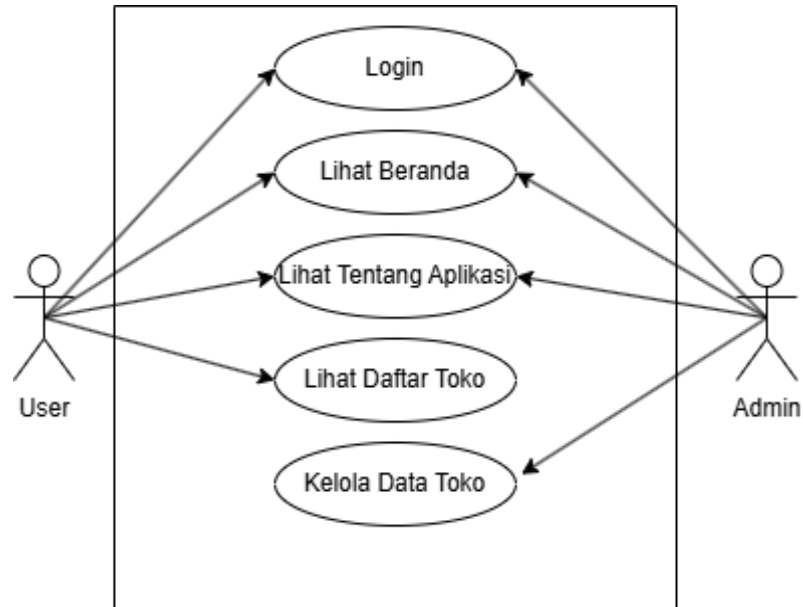 Login
Lihat Beranda
Lihat Tentang Aplikasi
Lihat Daftar Toko
User
Admin
Kelola Data Toko